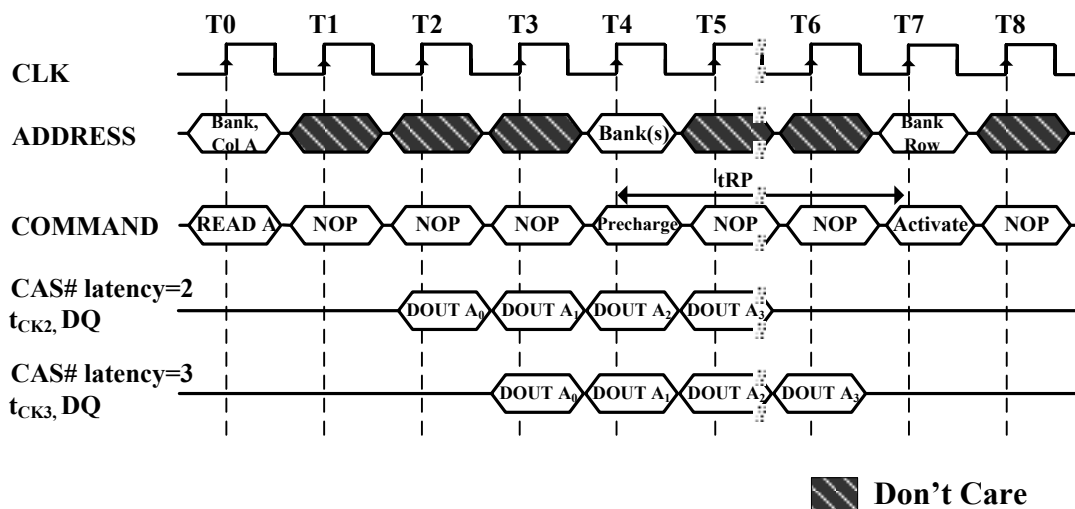 T0 T1 T2 T3 T4 T5 T6 T7 T8
CLK
ADDRESS Bank, Col A Bank(s) Bank Row
tRP
COMMAND READ A NOP NOP NOP Precharge NOP NOP Activate NOP
CAS# latency=2
tCK2, DQ DOUT A0 DOUT A1 DOUT A2 DOUT A3
CAS# latency=3
tCK3, DQ DOUT A0 DOUT A1 DOUT A2 DOUT A3
Don't Care